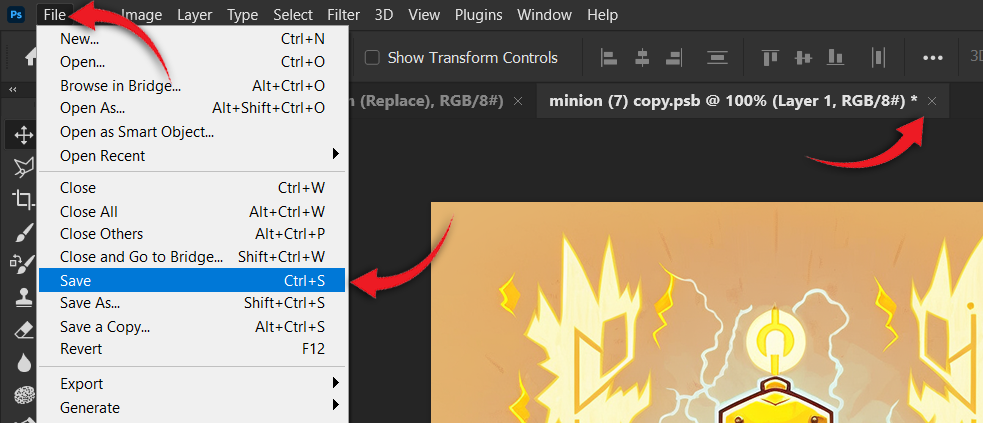 Ps File Image Layer Type Select Filter 3D View Plugins Window Help
Show Transform Controls
(Replace), RGB/8#) ×
minion (7) copy.psb @ 100% (Layer 1, RGB/8#) * ×
New... Ctrl+N
Open... Ctrl+O
Browse in Bridge... Alt+Ctrl+O
Open As... Alt+Shift+Ctrl+O
Open as Smart Object...
Open Recent
Close Ctrl+W
Close All Alt+Ctrl+W
Close Others Alt+Ctrl+P
Close and Go to Bridge... Shift+Ctrl+W
Save Ctrl+S
Save As... Shift+Ctrl+S
Save a Copy... Alt+Ctrl+S
Revert F12
Export
Generate